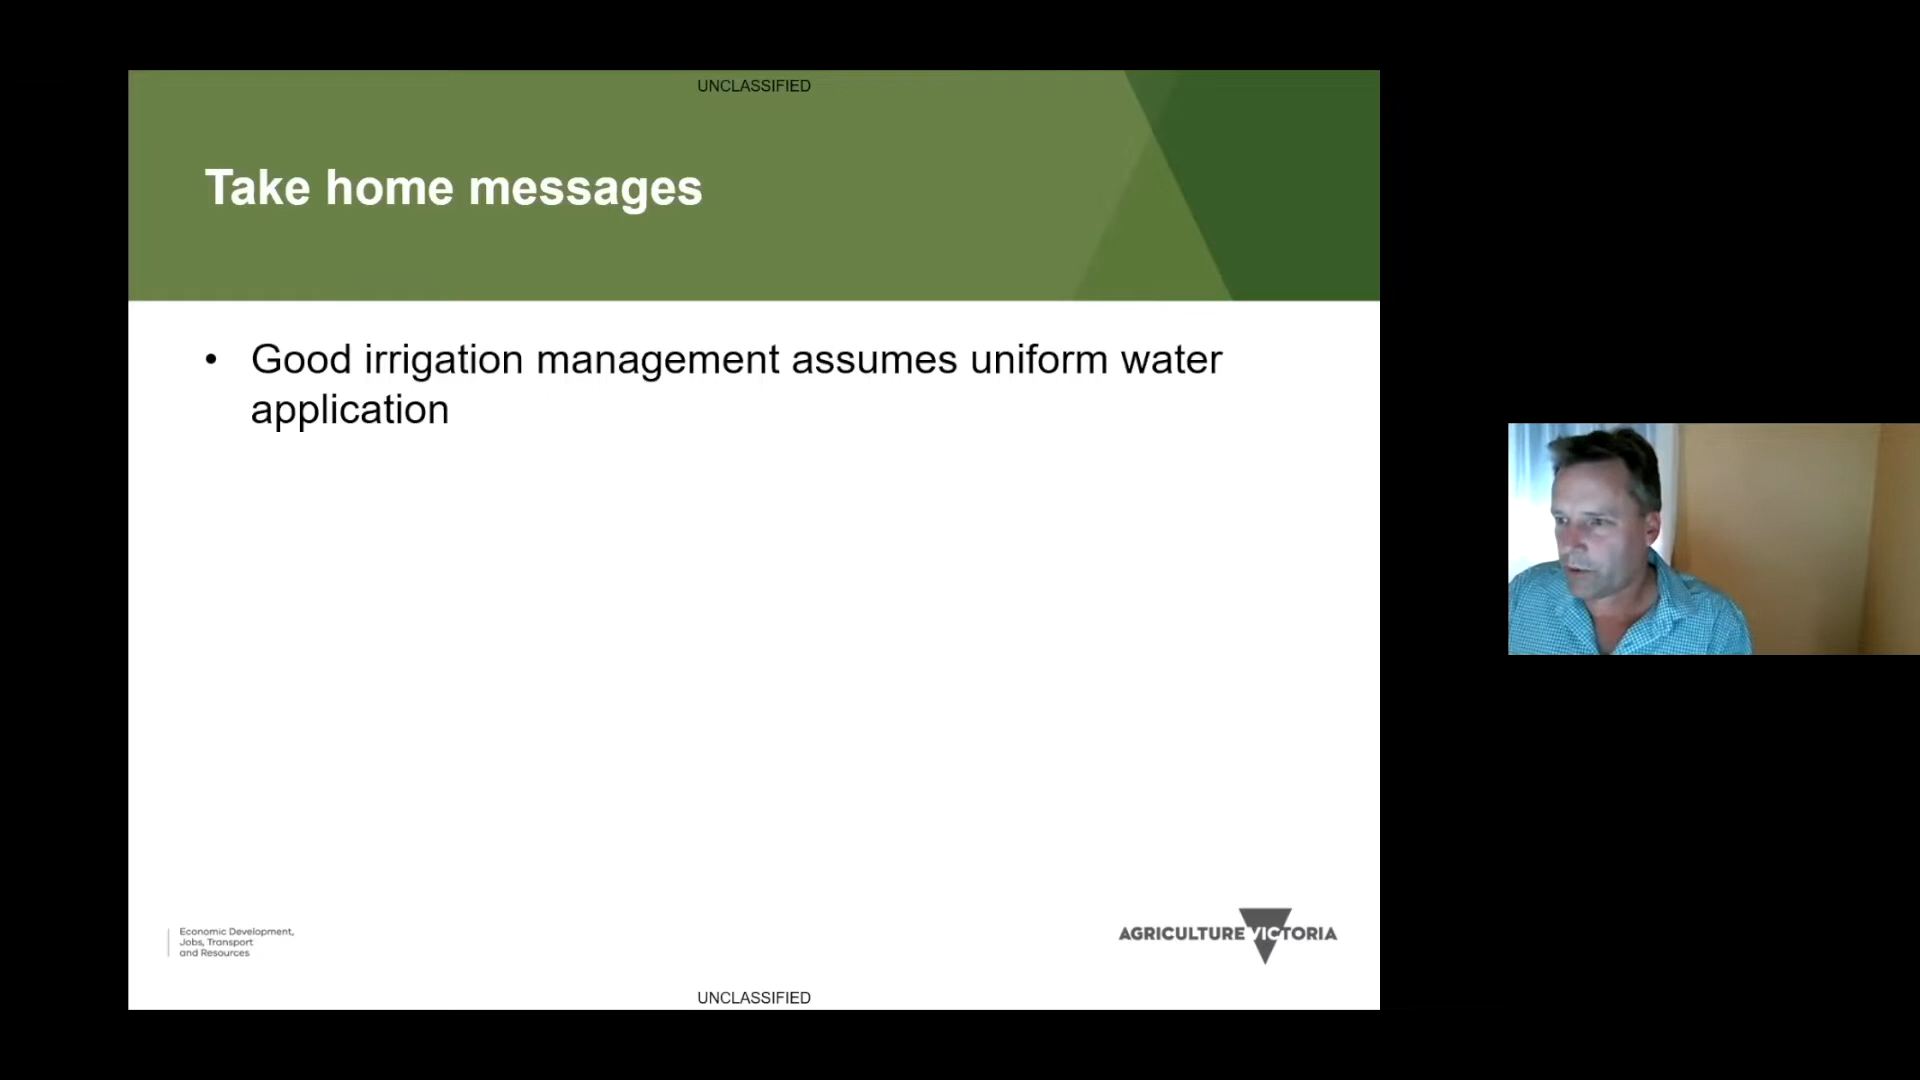 UNCLASSIFIED
Take home messages
• Good irrigation management assumes uniform water
application
Economic Development,
Jobs, Transport
and Resources
AGRICULTURE VICTORIA
UNCLASSIFIED